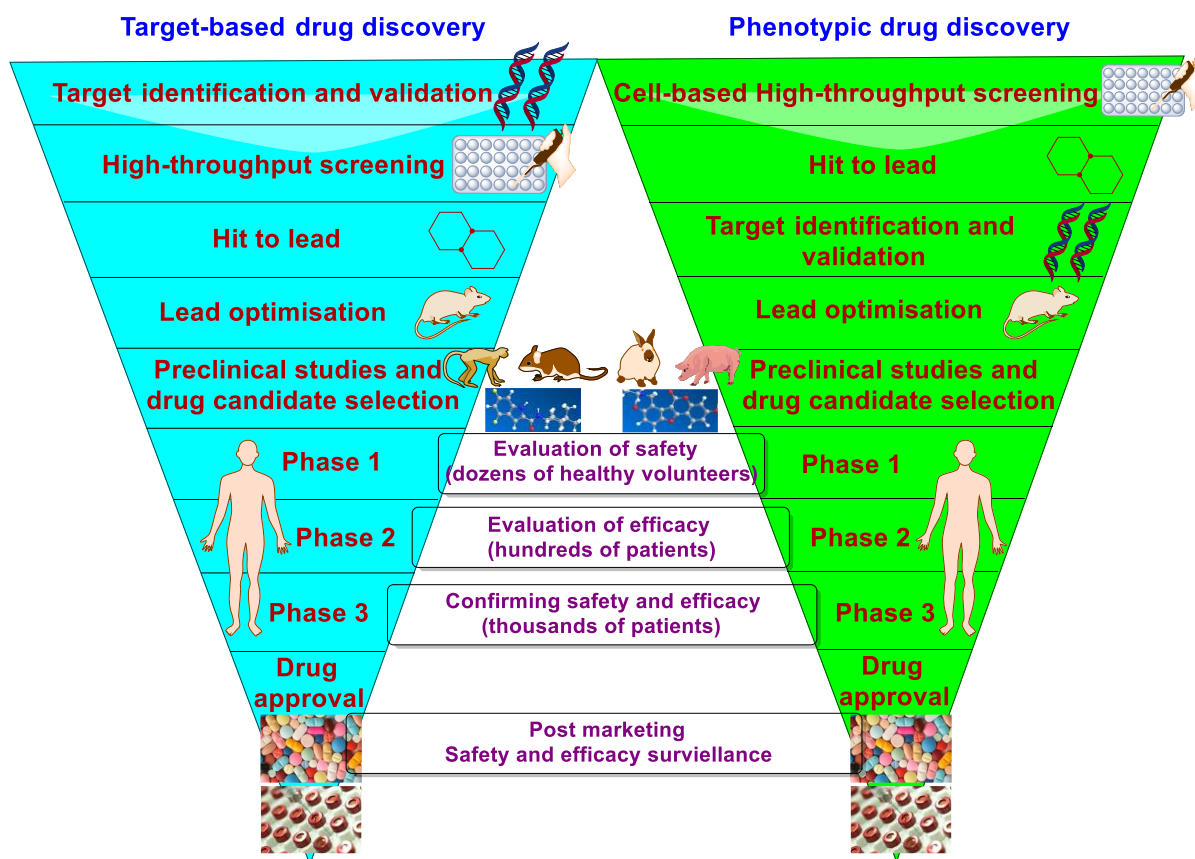 Target-based drug discovery
Target identification and validation
High-throughput screening
Hit to lead
Lead optimisation
Preclinical studies and
drug candidate selection
Phase 1
Phase 2
Phase 3
Drug
approval
Phenotypic drug discovery
Cell-based High-throughput screening
Hit to lead
Target identification and
validation
Lead optimisation
Preclinical studies and
drug candidate selection
Phase 1
Phase 2
Phase 3
Drug
approval
Evaluation of safety
(dozens of healthy volunteers)
Evaluation of efficacy
(hundreds of patients)
Confirming safety and efficacy
(thousands of patients)
Post marketing
Safety and efficacy surviellance